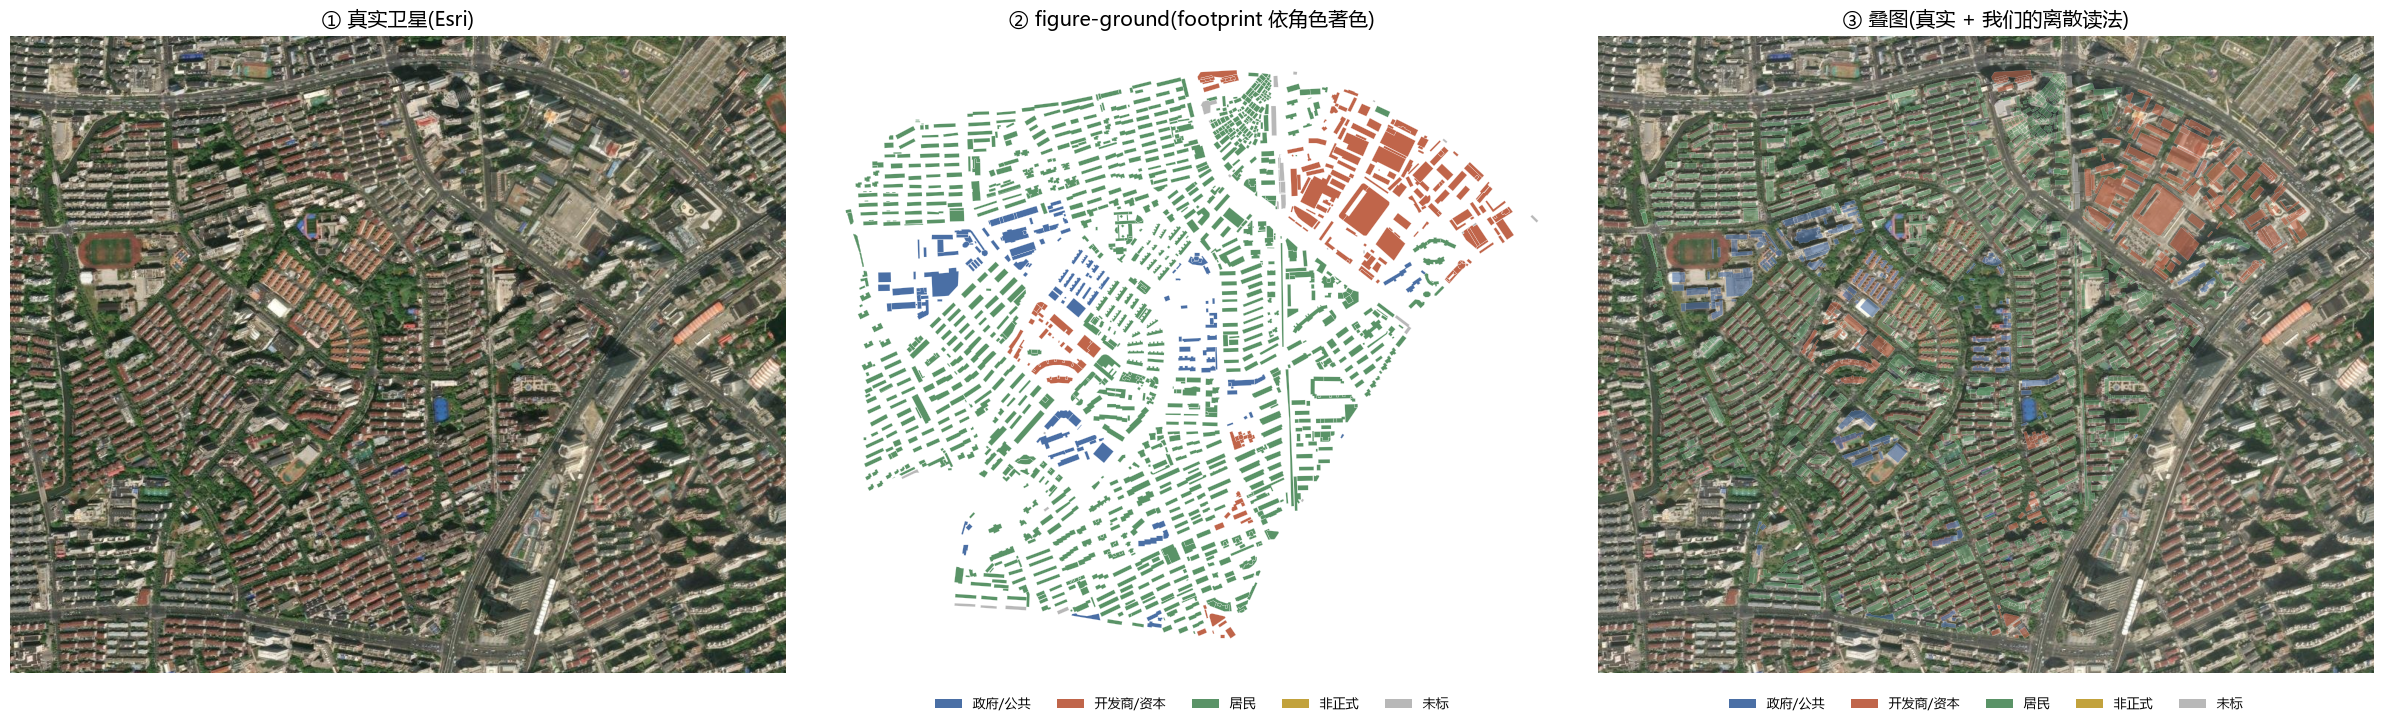 ① 真实卫星(Esri)
② figure-ground(footprint 依角色著色)
③ 叠图(真实 + 我们的离散读法)
政府/公共 开发商/资本 居民 非正式 未标
政府/公共 开发商/资本 居民 非正式 未标